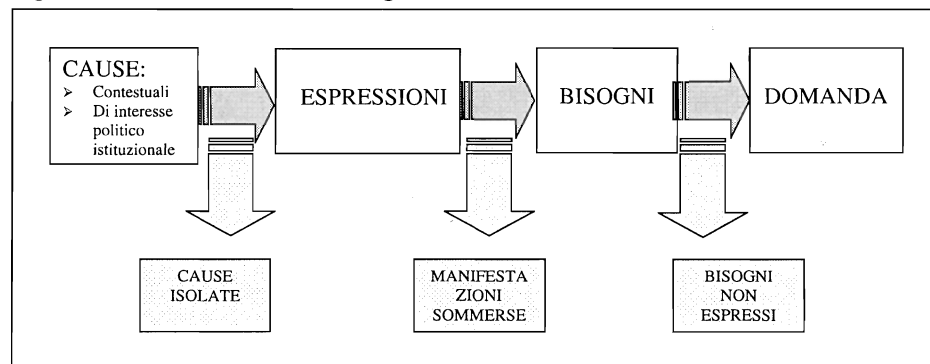 CAUSE:
➢ Contestuali
➢ Di interesse
politico
istituzionale
ESPRESSIONI
BISOGNI
DOMANDA
CAUSE
ISOLATE
MANIFESTA
ZIONI
SOMMERSE
BISOGNI
NON
ESPRESSI